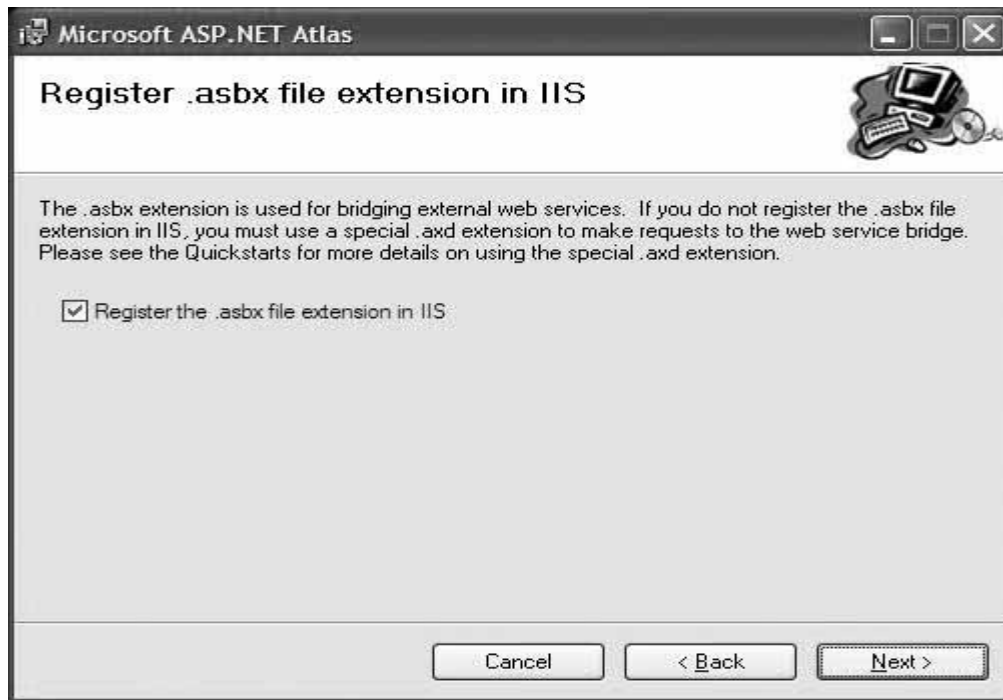 Microsoft ASP.NET Atlas
Register .asbx file extension in IIS
The .asbx extension is used for bridging external web services.  If you do not register the .asbx file
extension in IIS, you must use a special .axd extension to make requests to the web service bridge.
Please see the Quickstarts for more details on using the special .axd extension.
Register the .asbx file extension in IIS
Cancel
< Back
Next >